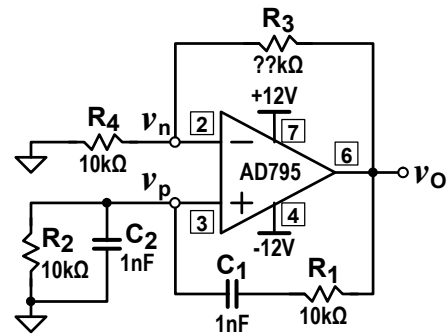 R3
??kΩ
+12V
R4
vn
2
7
6
10kΩ
−
AD795
vO
vp
+
3
4
-12V
R2
C2
C1
R1
10kΩ
1nF
1nF
10kΩ